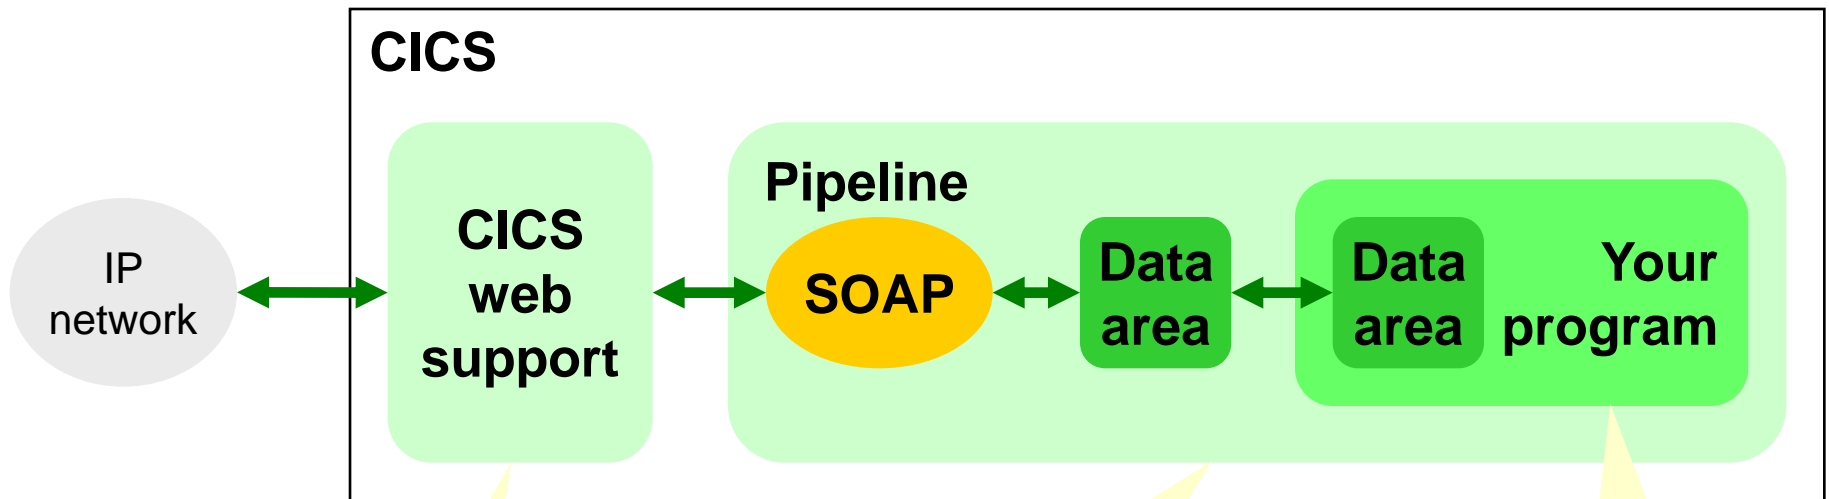 CICS
IP
network
CICS
web
support
Pipeline
SOAP
Data
area
Data
area
Your
program